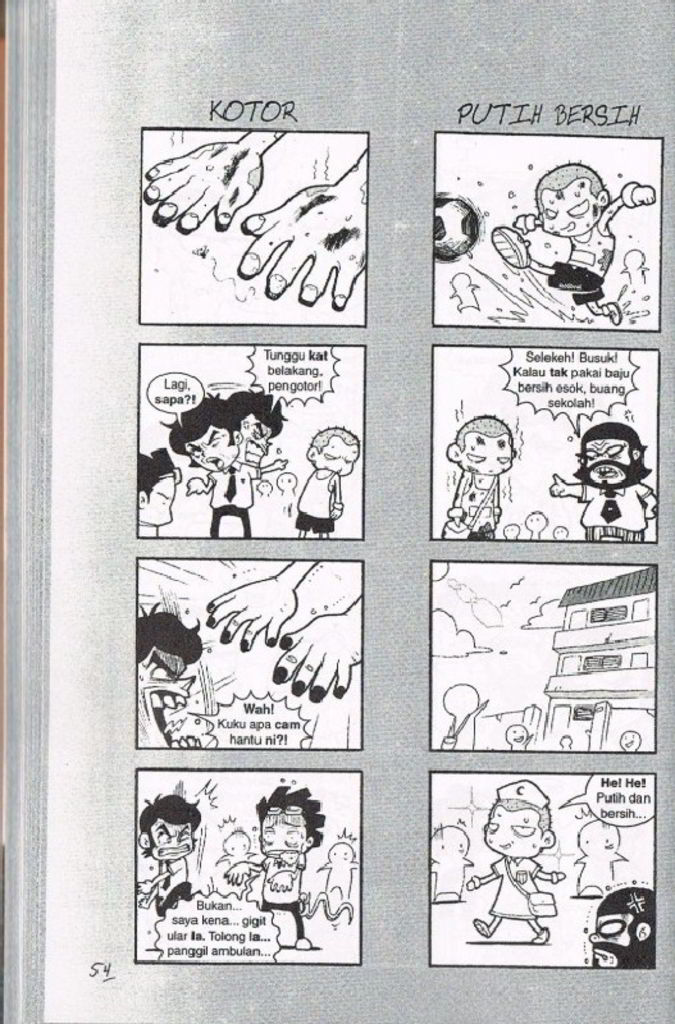 KOTOR
Lagi,
sapa?!
Tunggu kat
belakang,
pengotor!
Wah!
Kuku apa cam
hantu ni?!
Bukan...
saya kena... gigit
ular la. Tolong la...
panggil ambulan...
PUTIH BERSIH
Selekeh! Busuk!
Kalau tak pakai baju
bersih esok, buang
sekolah!
He! He!!
Putih dan
bersih...
54